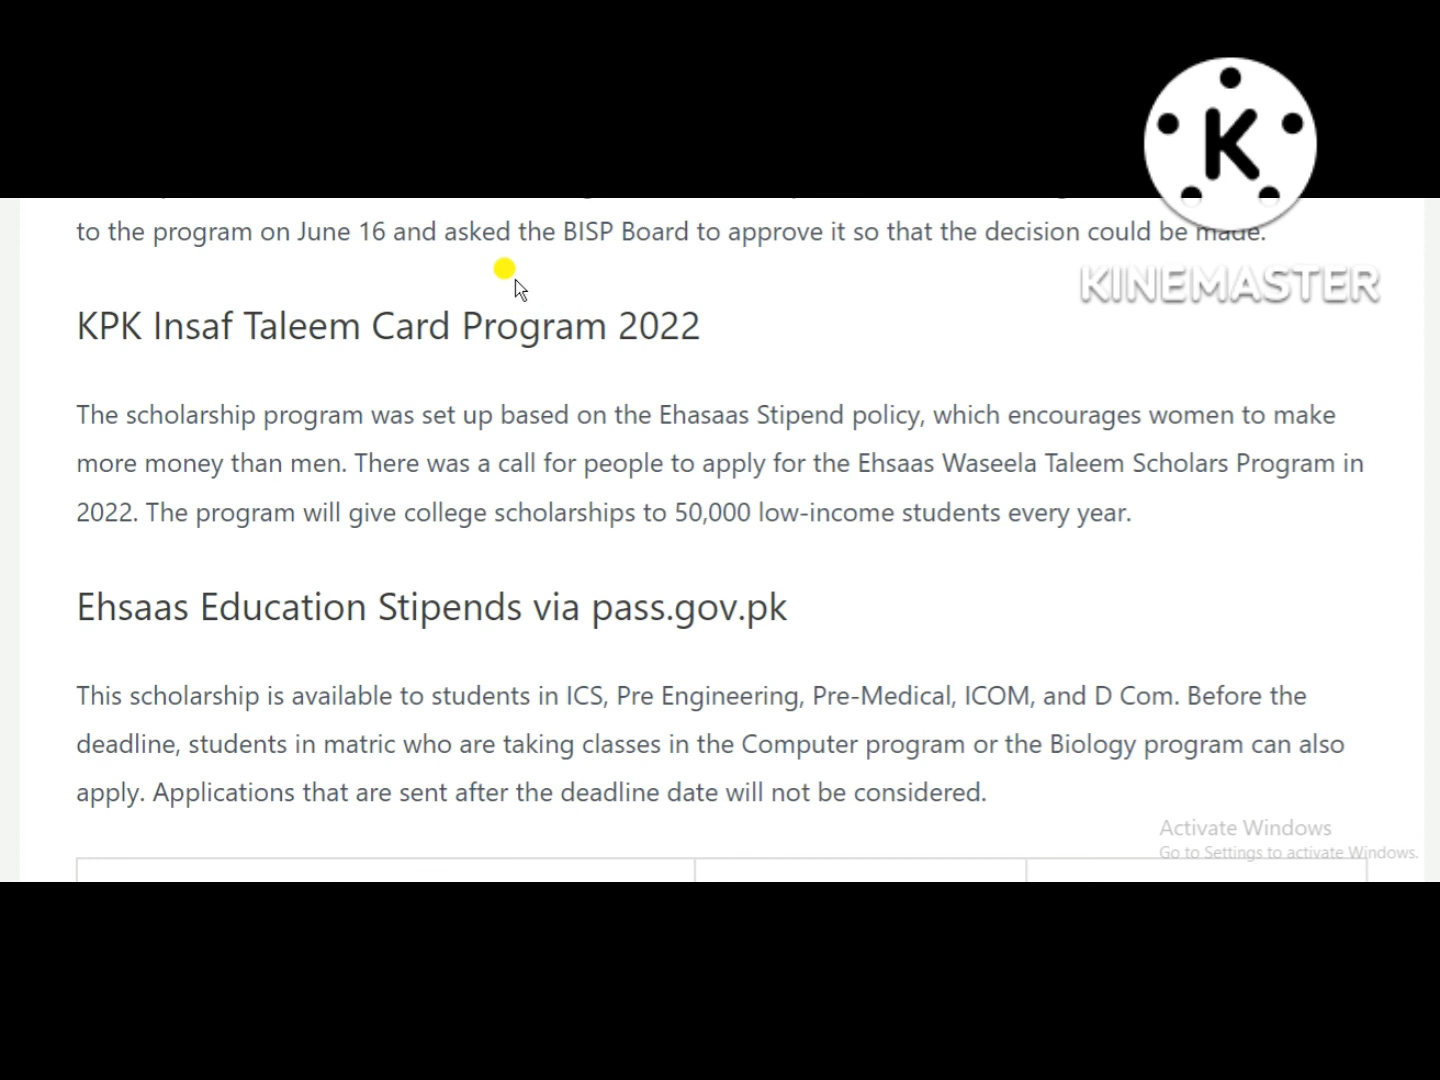 K
to the program on June 16 and asked the BISP Board to approve it so that the decision could be made.
KINEMASTER
KPK Insaf Taleem Card Program 2022
The scholarship program was set up based on the Ehasaas Stipend policy, which encourages women to make
more money than men. There was a call for people to apply for the Ehsaas Waseela Taleem Scholars Program in
2022. The program will give college scholarships to 50,000 low-income students every year.
Ehsaas Education Stipends via pass.gov.pk
This scholarship is available to students in ICS, Pre Engineering, Pre-Medical, ICOM, and D Com. Before the
deadline, students in matric who are taking classes in the Computer program or the Biology program can also
apply. Applications that are sent after the deadline date will not be considered.
Activate Windows
Go to Settings to activate Windows.